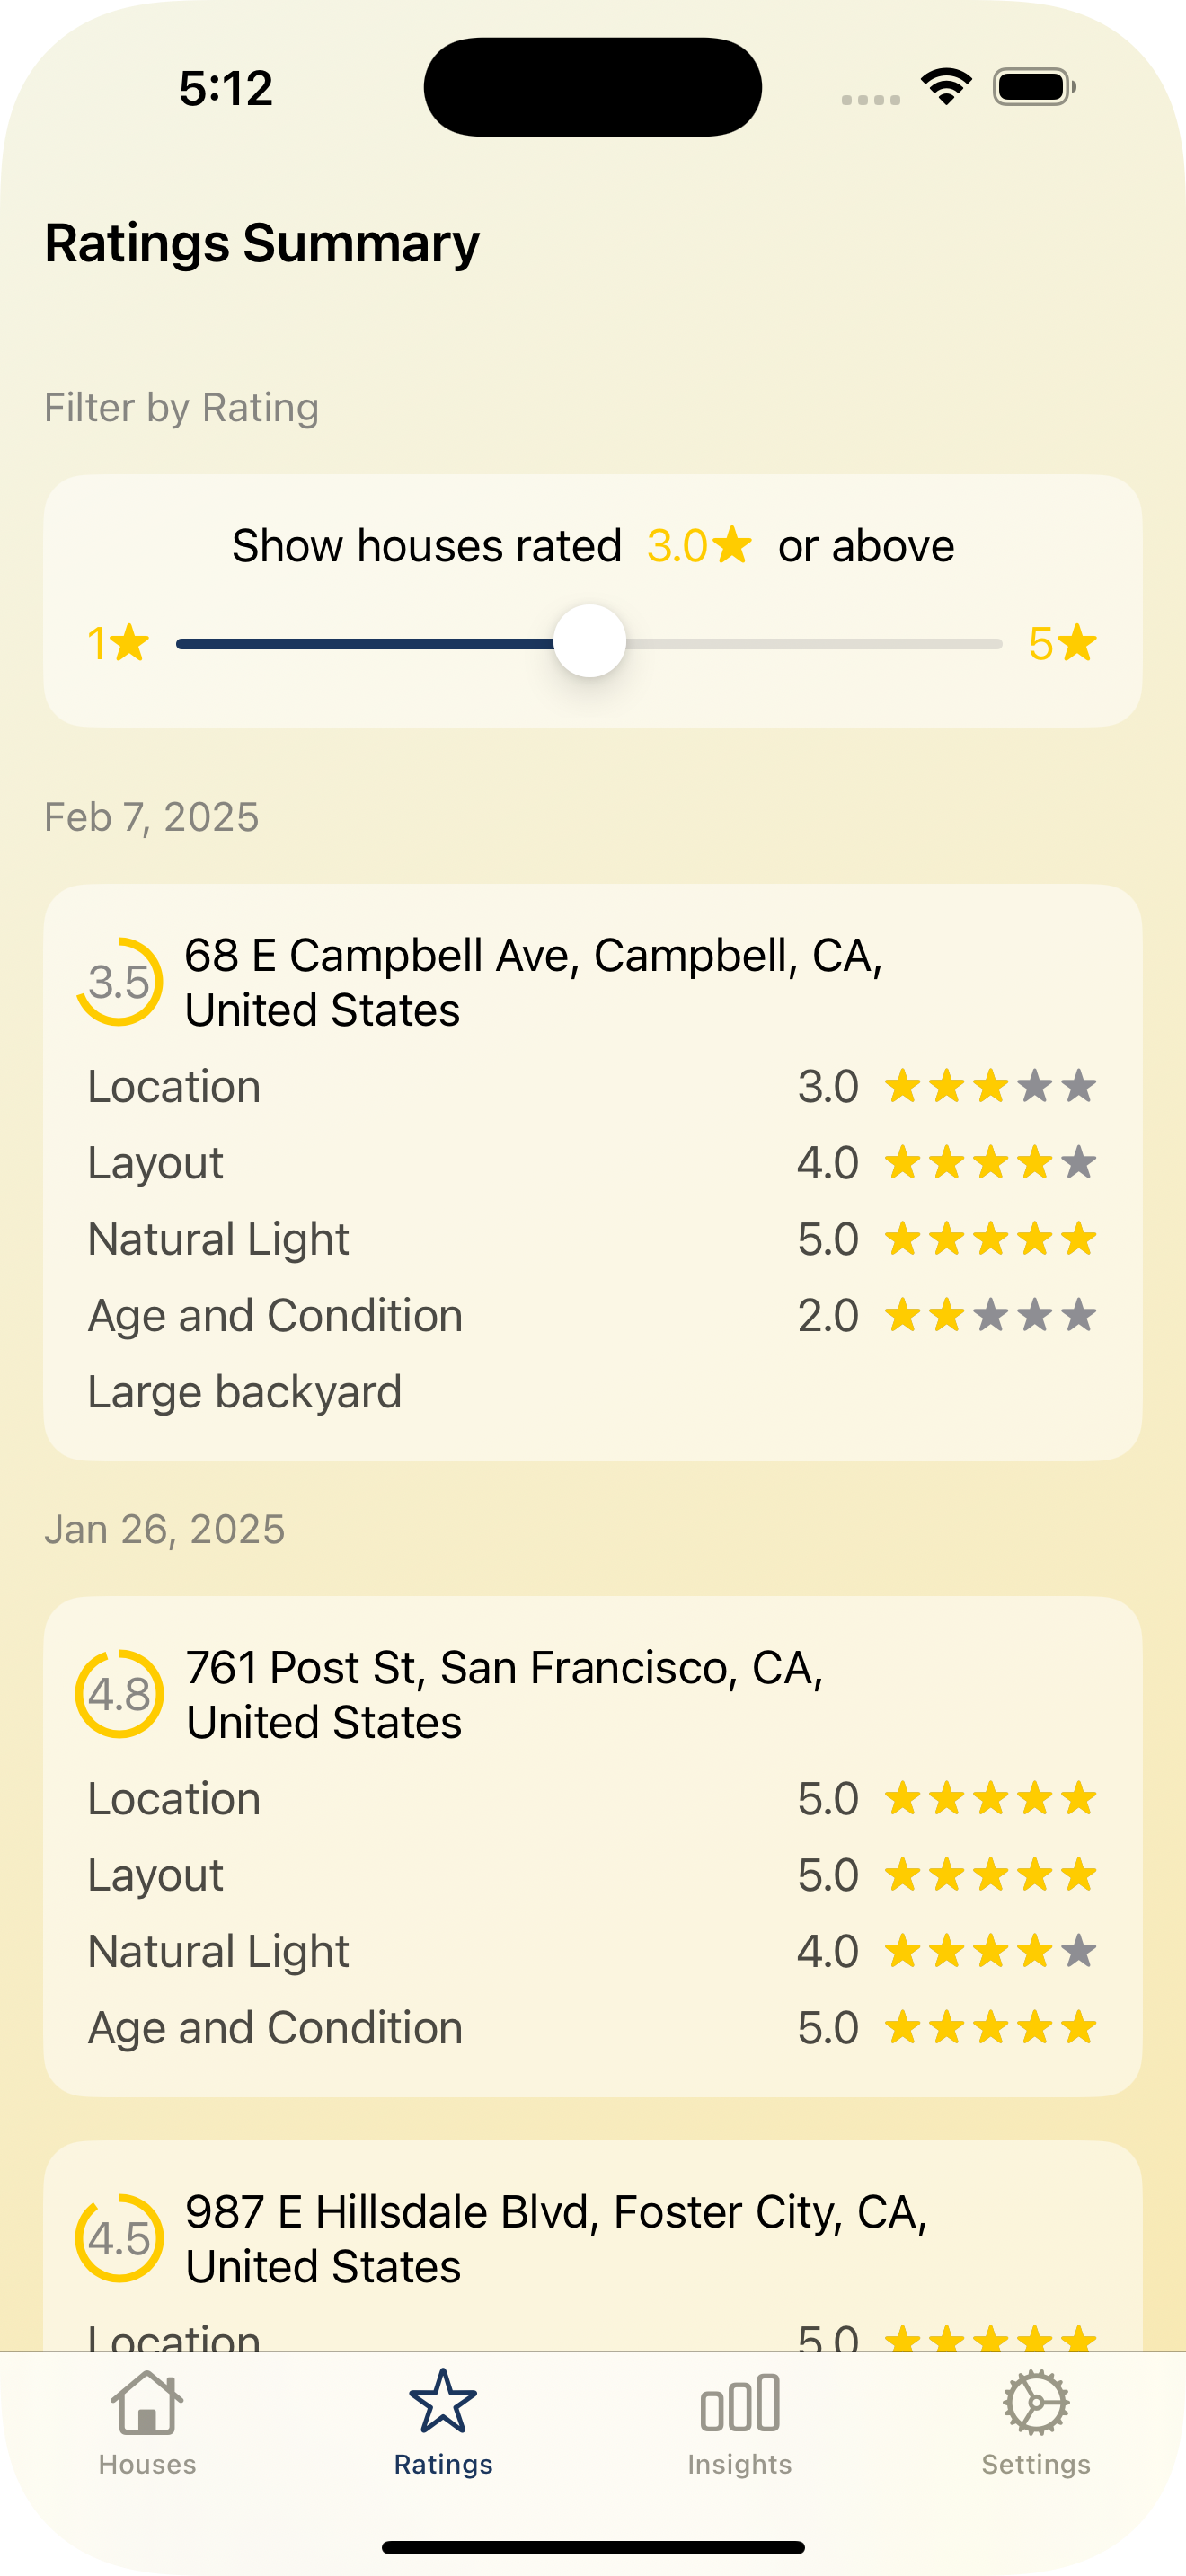 5:12
Ratings Summary
Filter by Rating
Show houses rated 3.0★ or above
1★ 5★
Feb 7, 2025
3.5 68 E Campbell Ave, Campbell, CA,
United States
Location 3.0 ★★★★★
Layout 4.0 ★★★★★
Natural Light 5.0 ★★★★★
Age and Condition 2.0 ★★★★★
Large backyard
Jan 26, 2025
4.8 761 Post St, San Francisco, CA,
United States
Location 5.0 ★★★★★
Layout 5.0 ★★★★★
Natural Light 4.0 ★★★★★
Age and Condition 5.0 ★★★★★
4.5 987 E Hillsdale Blvd, Foster City, CA,
United States
Location 5.0 ★★★★★
Houses Ratings Insights Settings